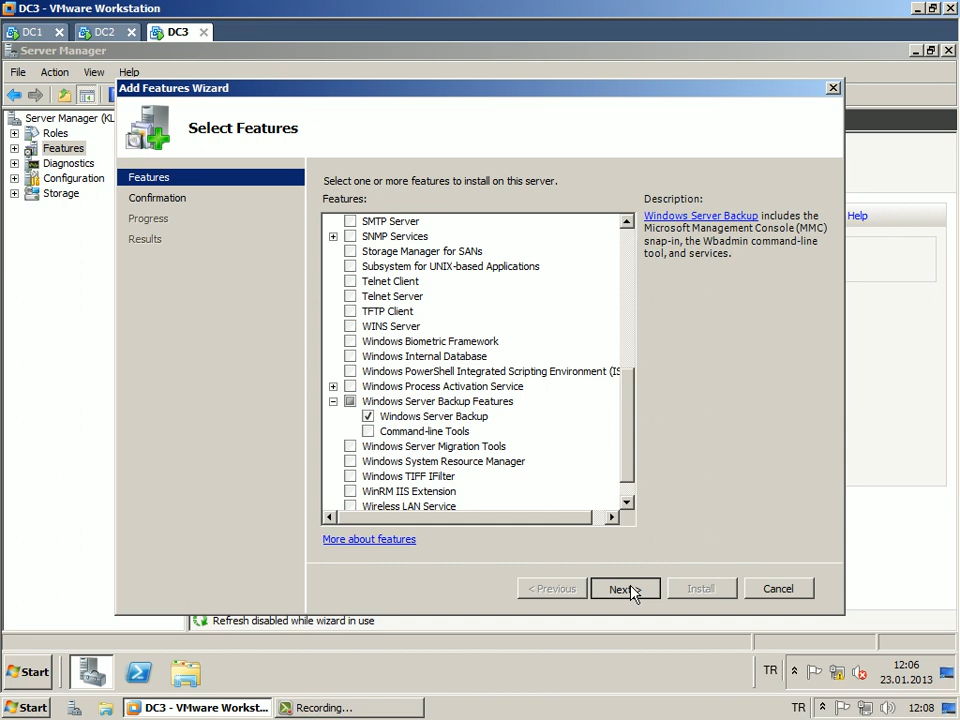 DC3 - VMware Workstation
DC1
DC2
DC3
Server Manager
File Action View Help
Add Features Wizard
Select Features
Server Manager (KL
Roles
Features
Diagnostics
Configuration
Storage
Features
Confirmation
Progress
Results
Select one or more features to install on this server.
Features:
SMTP Server
SNMP Services
Storage Manager for SANs
Subsystem for UNIX-based Applications
Telnet Client
Telnet Server
TFTP Client
WINS Server
Windows Biometric Framework
Windows Internal Database
Windows PowerShell Integrated Scripting Environment (IS
Windows Process Activation Service
Windows Server Backup Features
Windows Server Backup
Command-line Tools
Windows Server Migration Tools
Windows System Resource Manager
Windows TIFF IFilter
WinRM IIS Extension
Wireless LAN Service
More about features
Description:
Windows Server Backup includes the
Microsoft Management Console (MMC)
snap-in, the Wbadmin command-line
tool, and services.
Help
< Previous
Next >
Install
Cancel
Refresh disabled while wizard in use
Start
TR
12:06
23.01.2013
Start
DC3 - VMware Workst...
Recording...
TR
12:08